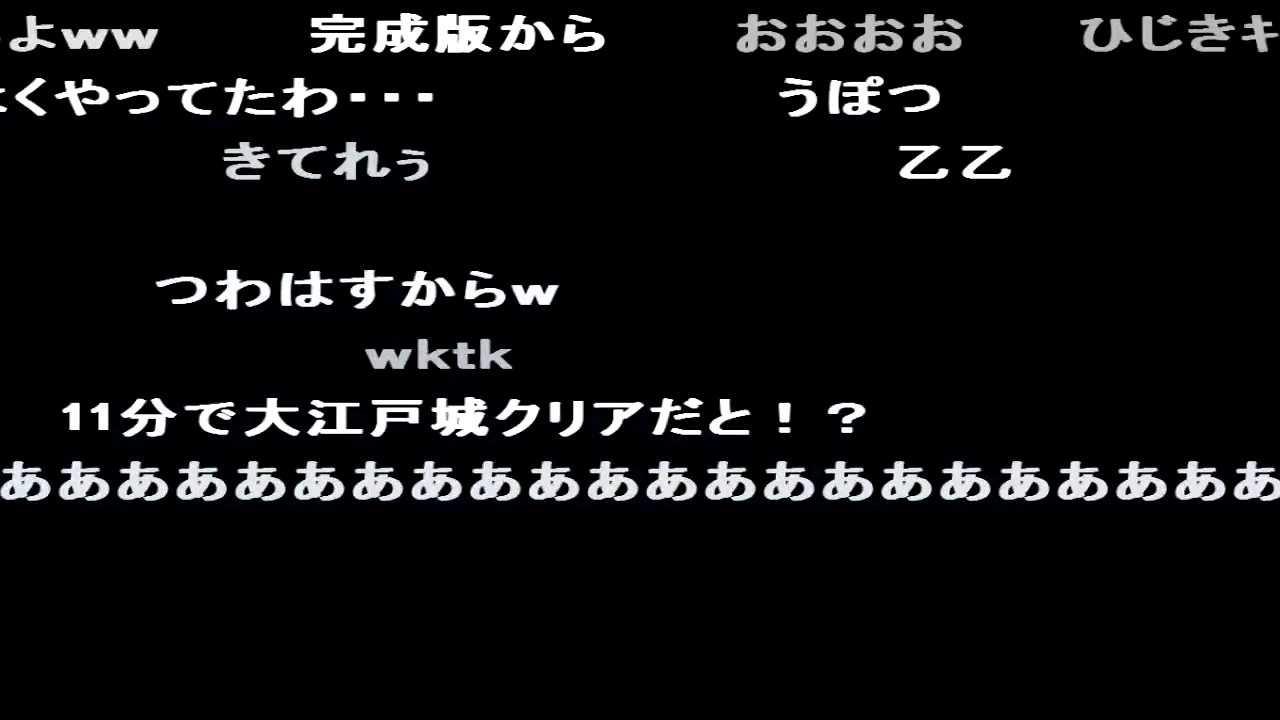 よww 完成版から おおおお ひじき
くやってたわ・・・ うぽつ
きてれぅ 乙乙
つわはすからw
wktk
11分で大江戸城クリアだと！？
ああああああああああああああああああああああ